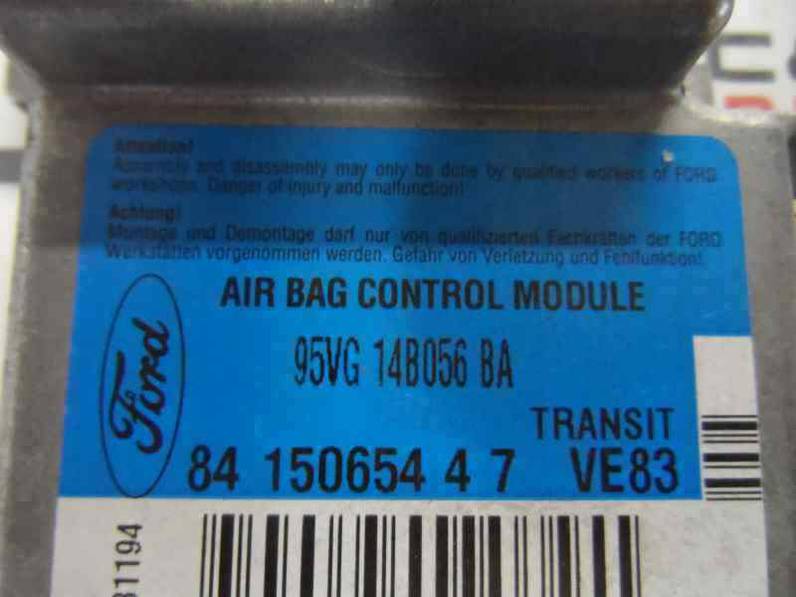 Attention!
Assembly and disassembly may only be done by qualified workers of FORD
workshops. Danger of injury and malfunction!
Achtung!
Montage und Demontage darf nur von qualifizierten Fachkräften der FORD
Werkstätten vorgenommen werden. Gefahr von Verletzung und Fehlfunktion!
AIR BAG CONTROL MODULE
Ford
95VG 14B056 BA
TRANSIT
84 150654 4 7 VE83
31194